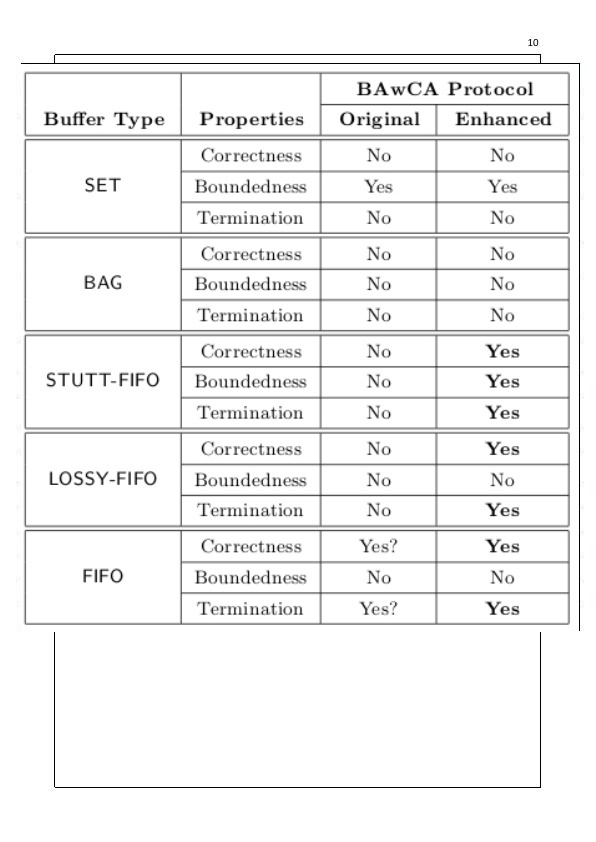 10
BAwCA Protocol
Buffer Type Properties Original Enhanced
Correctness No No
SET Boundedness Yes Yes
Termination No No
Correctness No No
BAG Boundedness No No
Termination No No
Correctness No Yes
STUTT-FIFO Boundedness No Yes
Termination No Yes
Correctness No Yes
LOSSY-FIFO Boundedness No No
Termination No Yes
Correctness Yes? Yes
FIFO Boundedness No No
Termination Yes? Yes